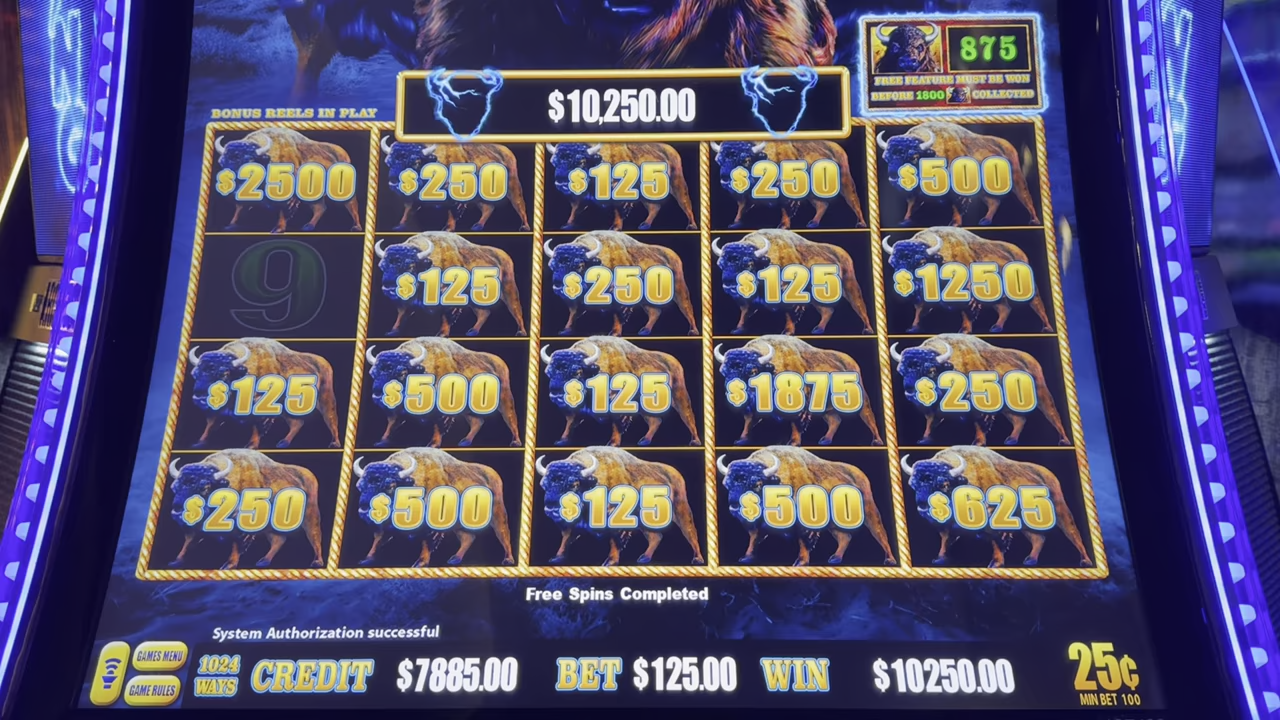 875
FREE FEATURE MUST BE WON
BEFORE 1800 COLLECTED
$10,250.00
BONUS REELS IN PLAY
$2500 $250 $125 $250 $500
9 $125 $250 $125 $1250
$125 $500 $125 $1875 $250
$250 $500 $125 $500 $625
Free Spins Completed
System Authorization successful
GAMES MENU
GAME RULES
1024 WAYS
CREDIT $7885.00 BET $125.00 WIN $10250.00
25¢
MIN BET 100